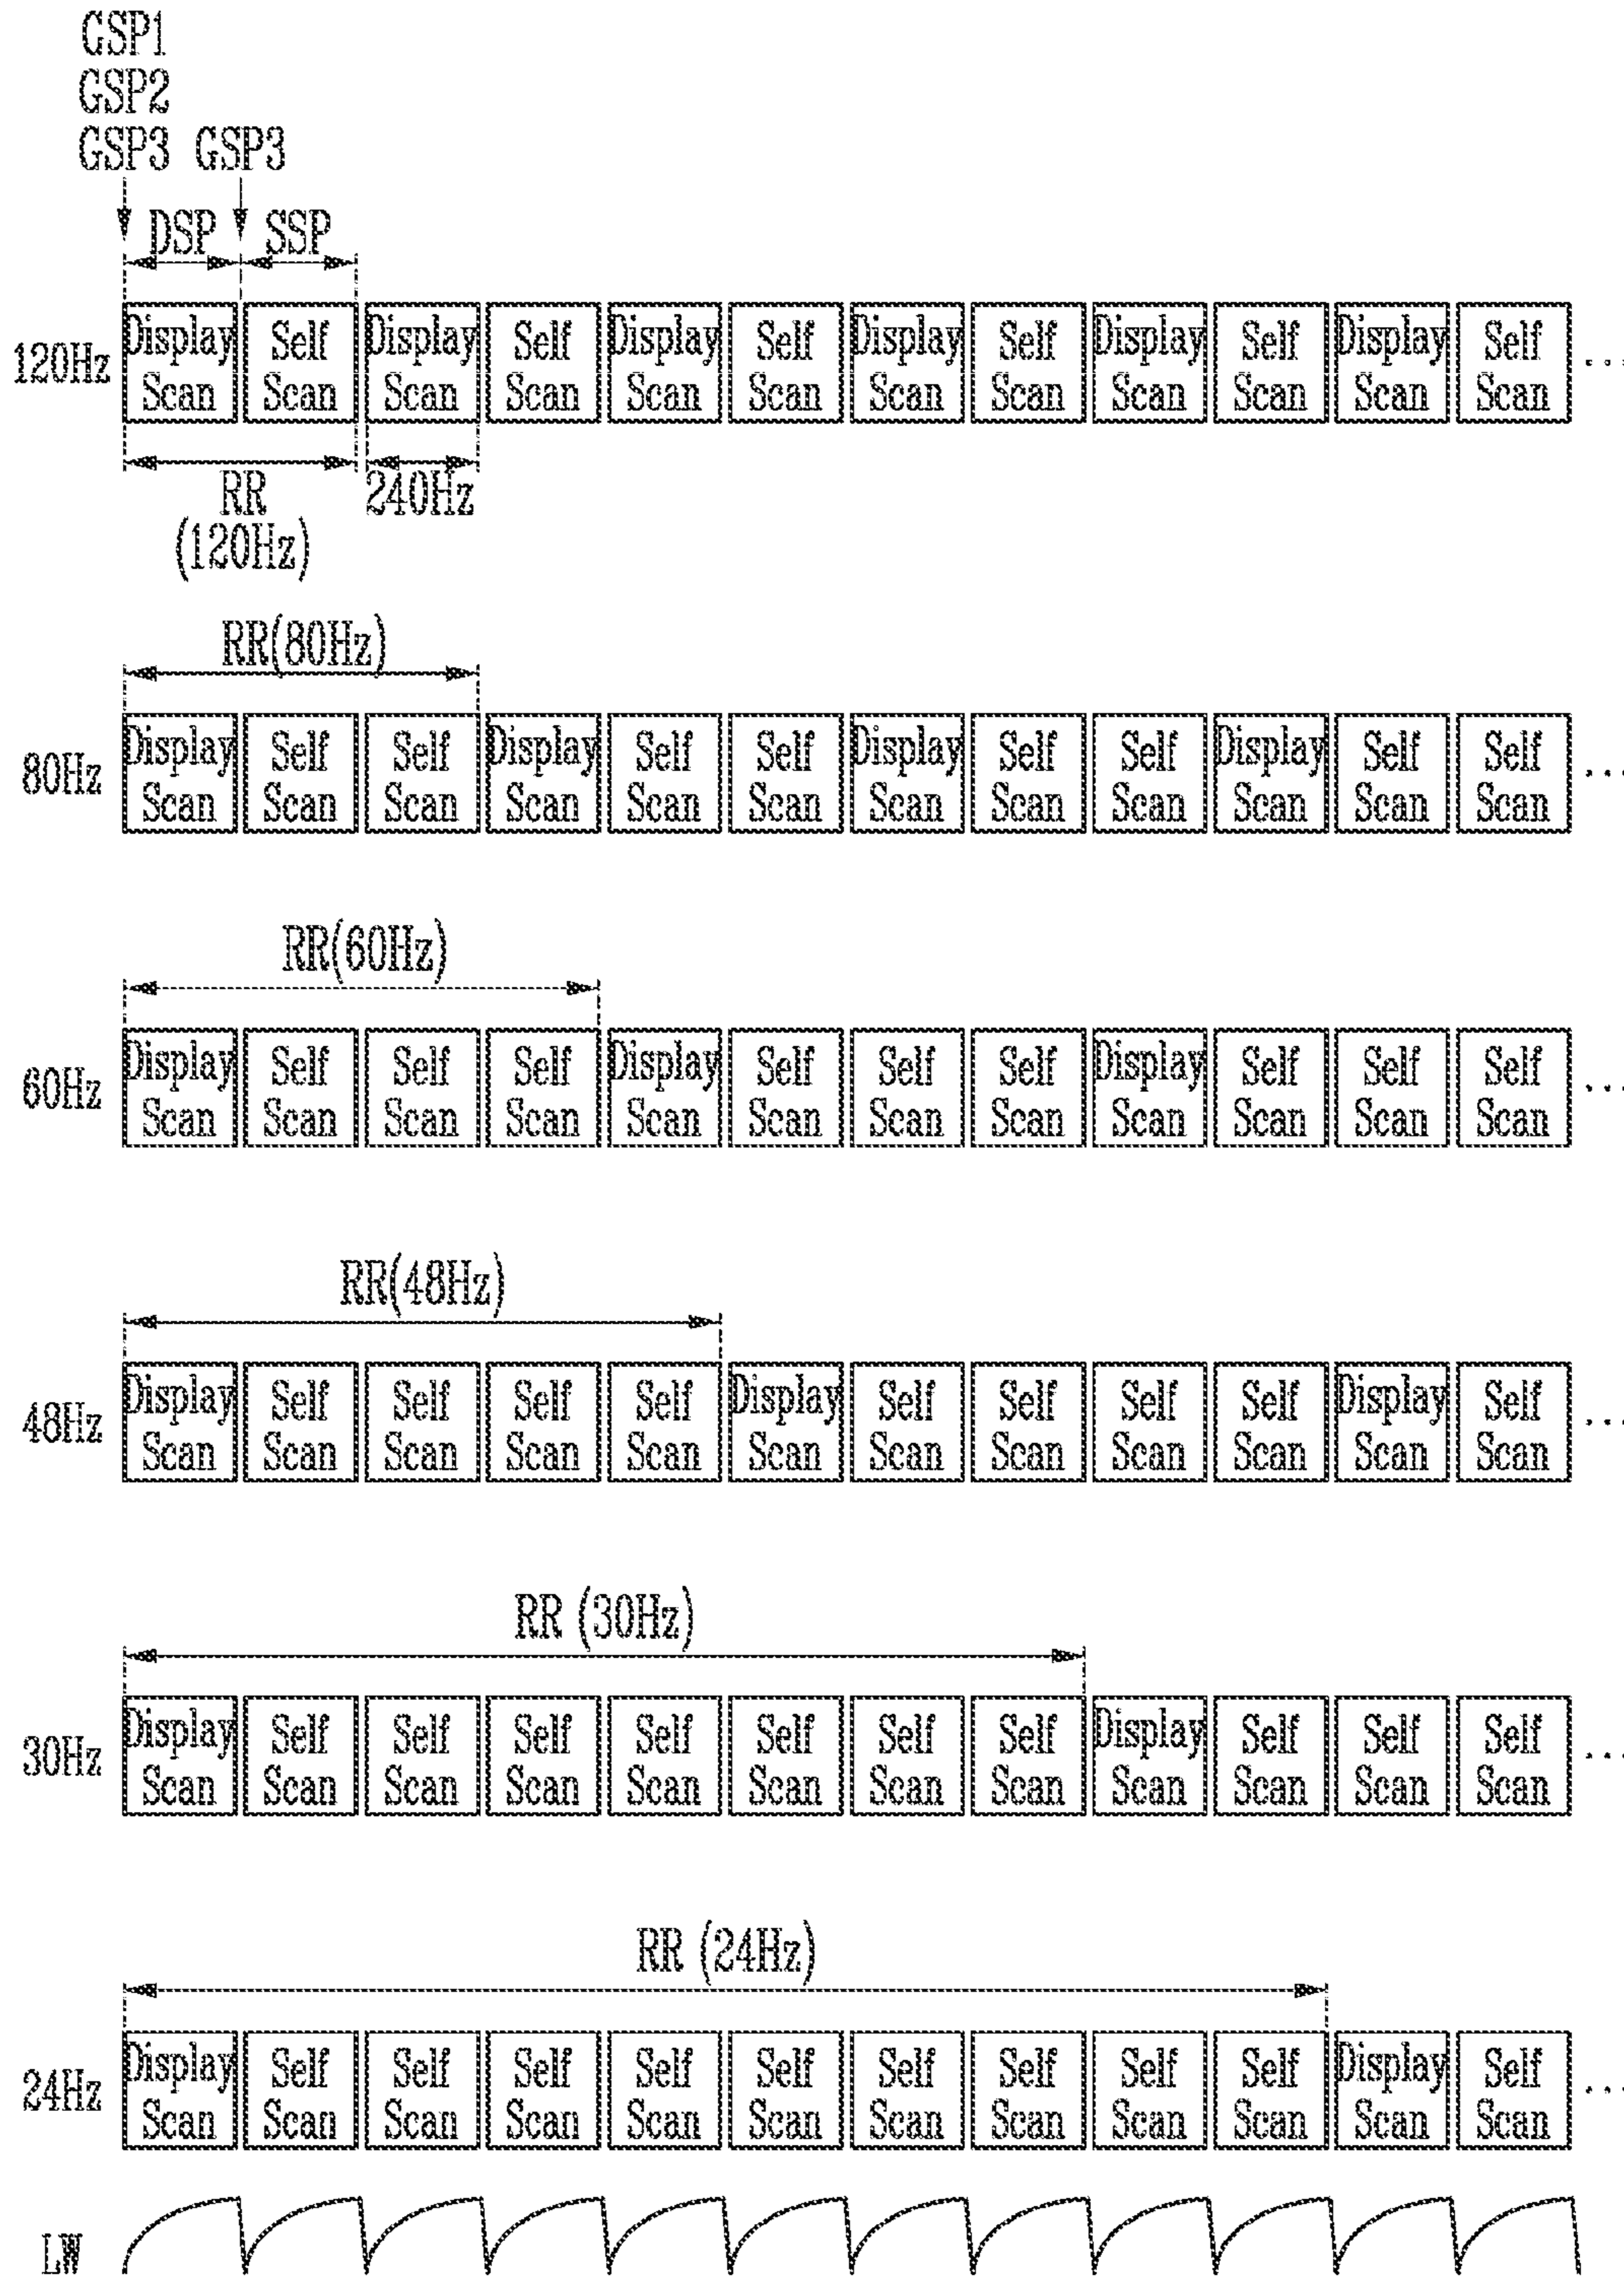 GSP1
GSP2
GSP3 GSP3
DSP SSP
120Hz Display Self Display Self Display Self Display Self Display Self Display Self ...
Scan Scan Scan Scan Scan Scan Scan Scan Scan Scan Scan Scan
RR 240Hz
(120Hz)
RR(80Hz)
80Hz Display Self Self Display Self Self Display Self Self Display Self Self ...
Scan Scan Scan Scan Scan Scan Scan Scan Scan Scan Scan Scan
RR(60Hz)
60Hz Display Self Self Self Display Self Self Self Display Self Self Self ...
Scan Scan Scan Scan Scan Scan Scan Scan Scan Scan Scan Scan
RR(48Hz)
48Hz Display Self Self Self Self Display Self Self Self Self Display Self ...
Scan Scan Scan Scan Scan Scan Scan Scan Scan Scan Scan Scan
RR (30Hz)
30Hz Display Self Self Self Self Self Self Self Display Self Self Self ...
Scan Scan Scan Scan Scan Scan Scan Scan Scan Scan Scan Scan
RR (24Hz)
24Hz Display Self Self Self Self Self Self Self Self Self Display Self ...
Scan Scan Scan Scan Scan Scan Scan Scan Scan Scan Scan Scan
LW